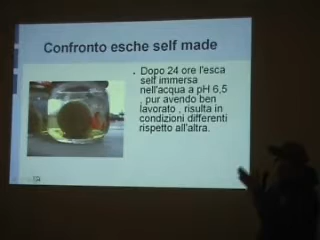 Confronto esche self made
Dopo 24 ore l'esca
self immersa
nell'acqua a pH 6,5
, pur avendo ben
lavorato , risulta in
condizioni differenti
rispetto all'altra.